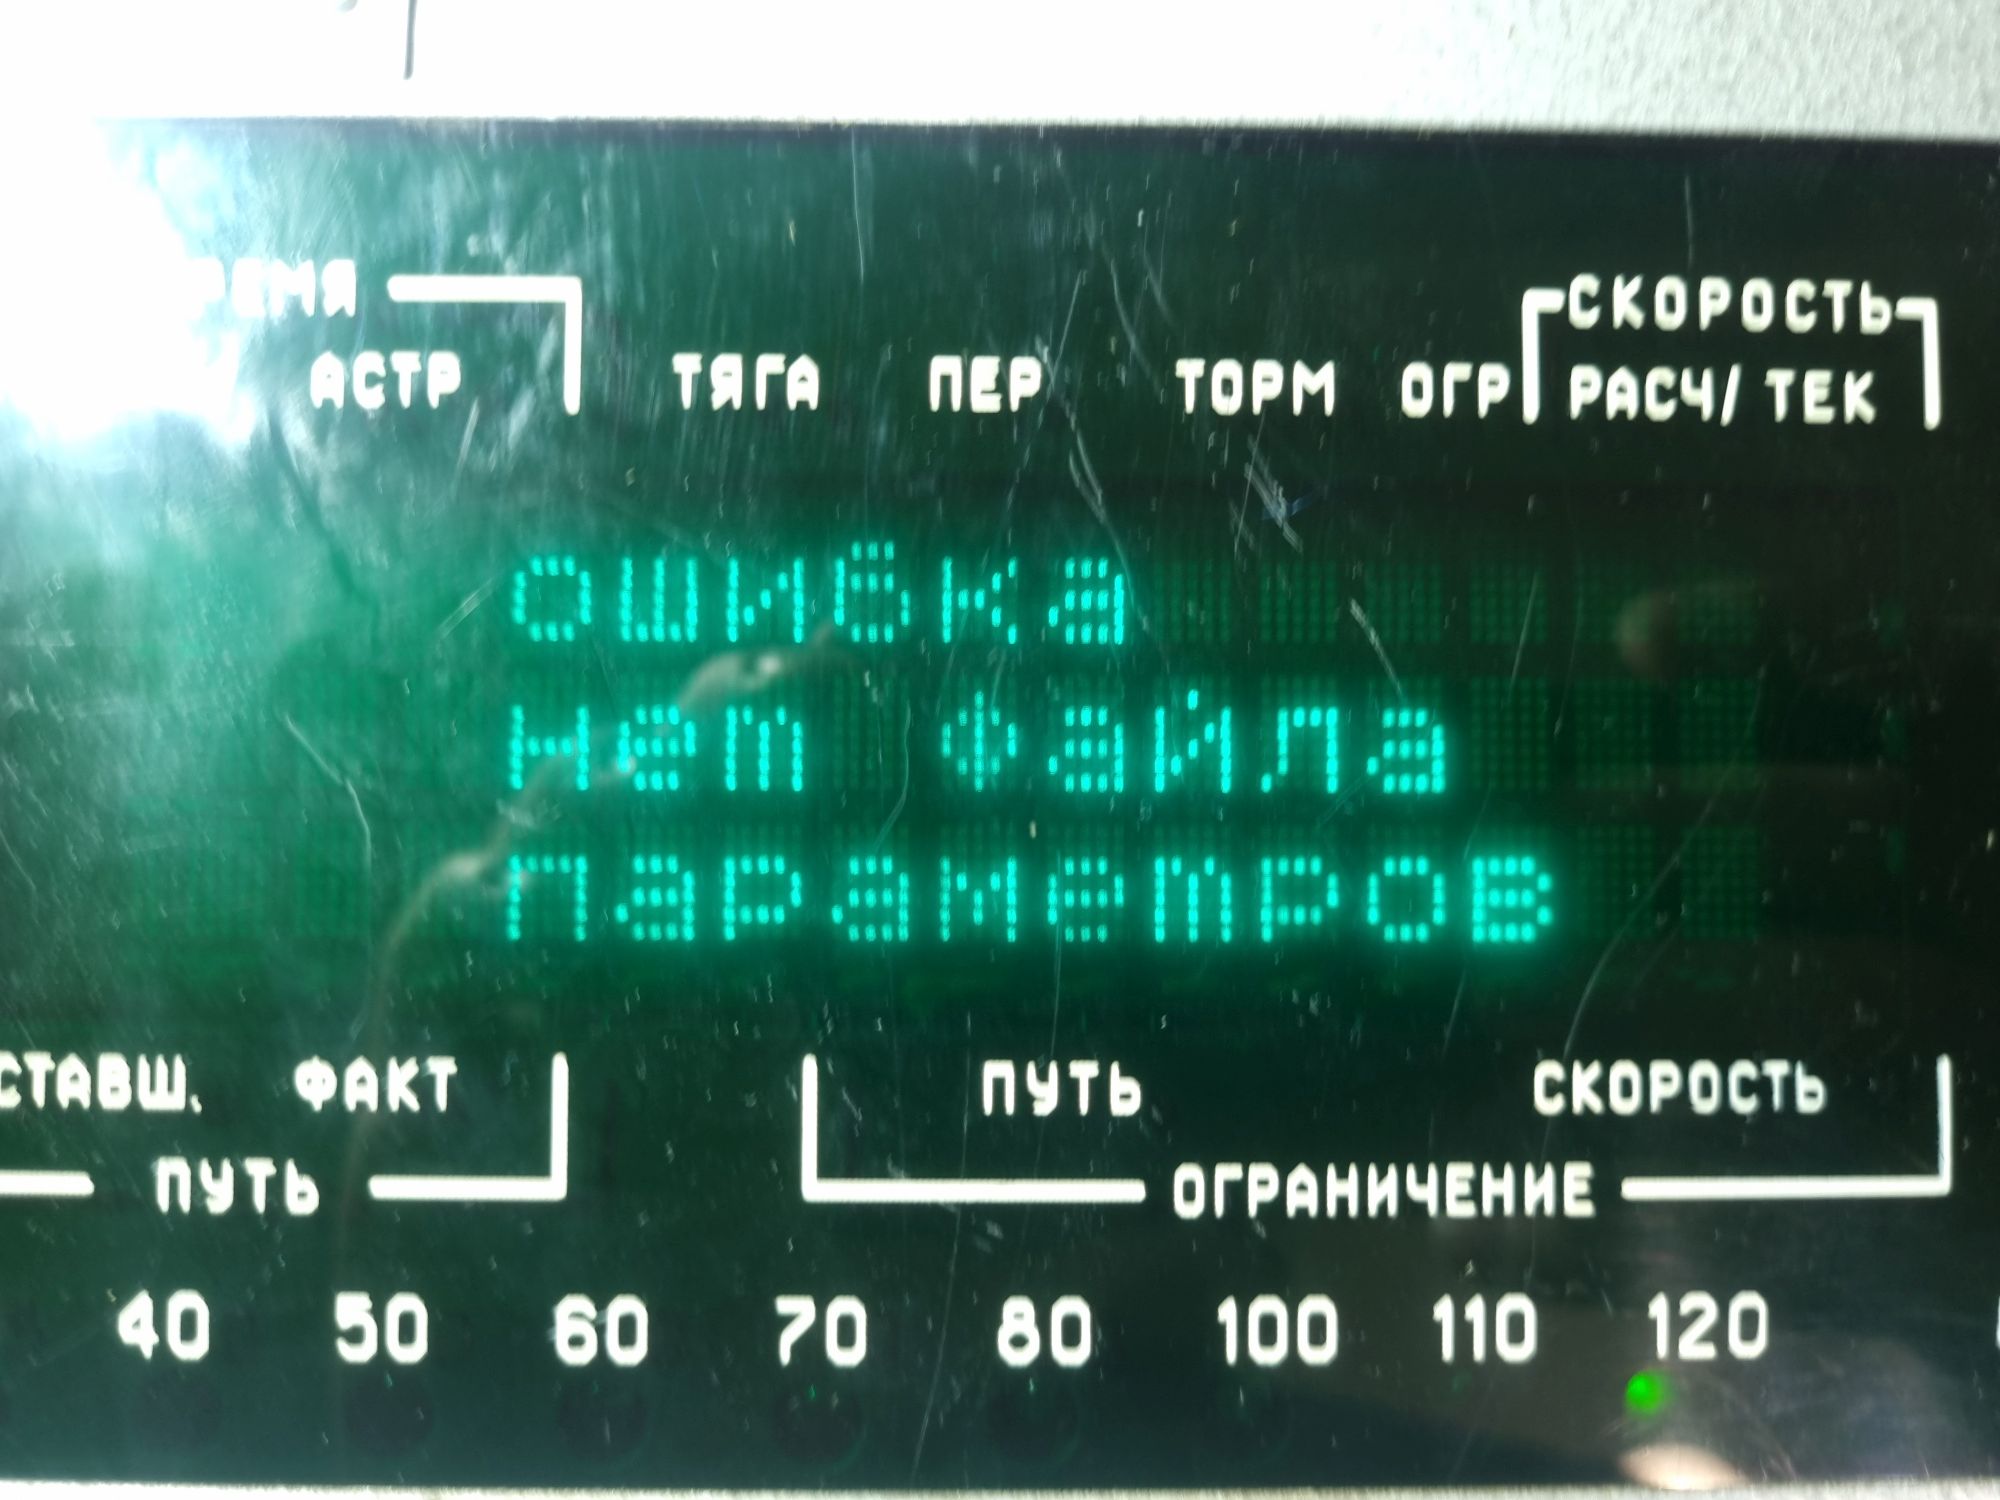 АСТР ТЯГА ПЕР ТОРМ ОГР СКОРОСТЬ
РАСЧ/ ТЕК
ошибка
нет файла
параметров
ФАКТ ПУТЬ СКОРОСТЬ
ПУТЬ ОГРАНИЧЕНИЕ
40 50 60 70 80 100 110 120